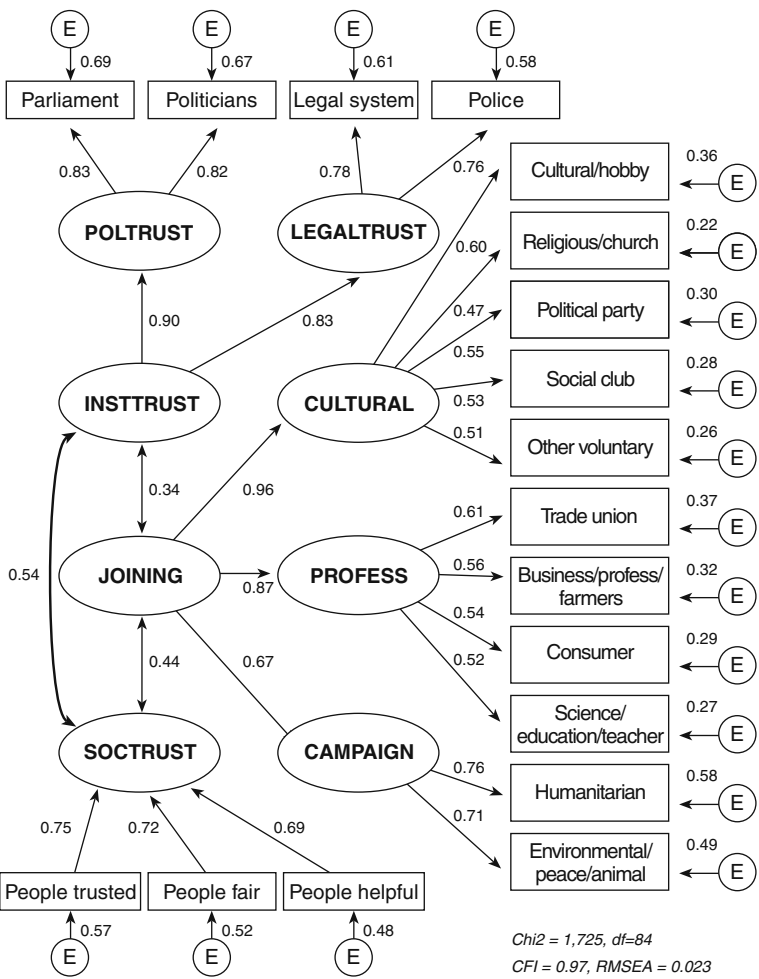 E E E E
0.69 0.67 0.61 0.58
Parliament Politicians Legal system Police
0.83 0.82 0.78 0.76
POLTRUST LEGALTRUST
0.90 0.83
INSTTRUST CULTURAL
0.60
0.47
0.55
0.53
0.51
Cultural/hobby 0.36 E
Religious/church 0.22 E
Political party 0.30 E
Social club 0.28 E
Other voluntary 0.26 E
0.34 0.96
0.54
JOINING 0.87 PROFESS
0.61
0.56
0.54
0.52
Trade union 0.37 E
Business/profess/
farmers 0.32 E
Consumer 0.29 E
Science/
education/teacher 0.27 E
0.44 0.67
SOCTRUST CAMPAIGN
0.76
0.71
Humanitarian 0.58 E
Environmental/
peace/animal 0.49 E
0.75 0.72 0.69
People trusted People fair People helpful
0.57 0.52 0.48
E E E
Chi2 = 1,725, df=84
CFI = 0.97, RMSEA = 0.023